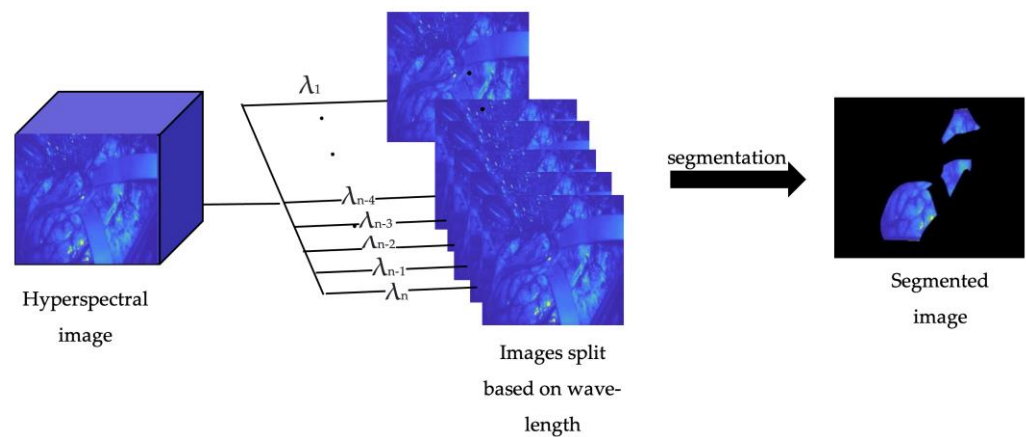 λ1
segmentation
λn-4
λn-3
λn-2
λn-1
λn
Hyperspectral
image
Images split
based on wave-
length
Segmented
image